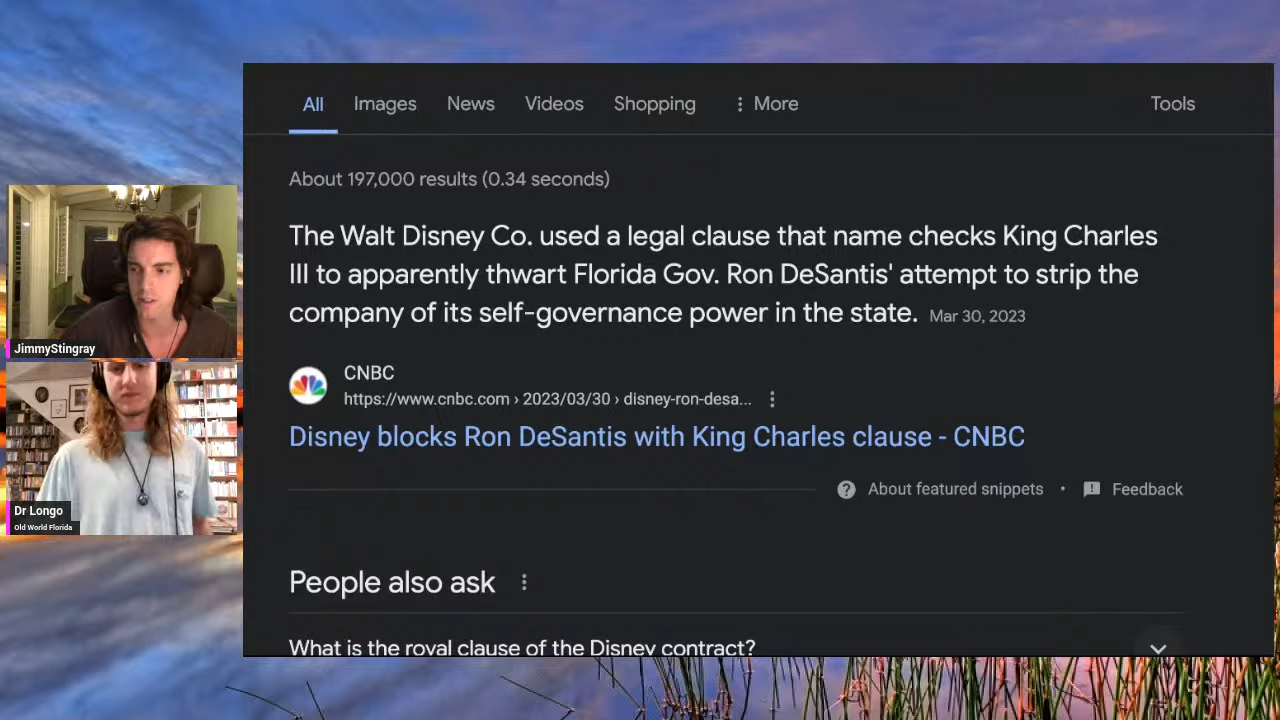 All Images News Videos Shopping More Tools
About 197,000 results (0.34 seconds)
The Walt Disney Co. used a legal clause that name checks King Charles
III to apparently thwart Florida Gov. Ron DeSantis' attempt to strip the
company of its self-governance power in the state. Mar 30, 2023
CNBC
https://www.cnbc.com › 2023/03/30 › disney-ron-desa...
Disney blocks Ron DeSantis with King Charles clause - CNBC
About featured snippets • Feedback
People also ask
What is the royal clause of the Disney contract?
JimmyStingray
Dr Longo
Old World Florida